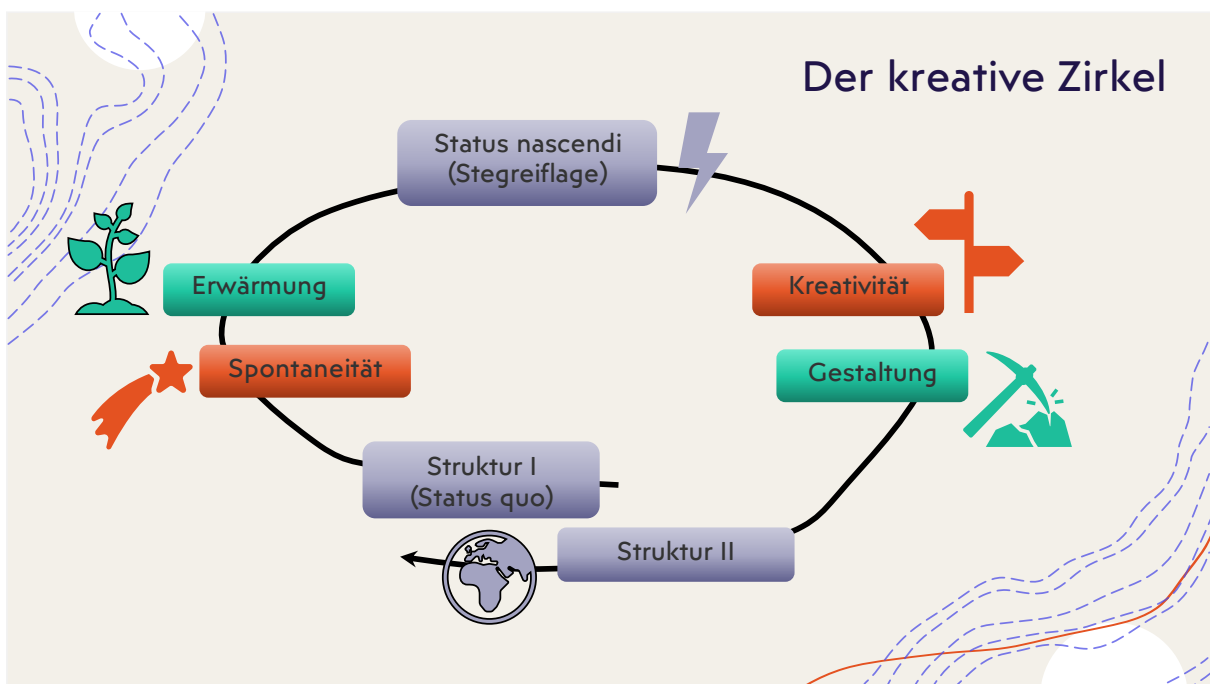 Der kreative Zirkel
Status nascendi
(Stegreiflage)
Erwärmung
Kreativität
Spontaneität
Gestaltung
Struktur I
(Status quo)
Struktur II